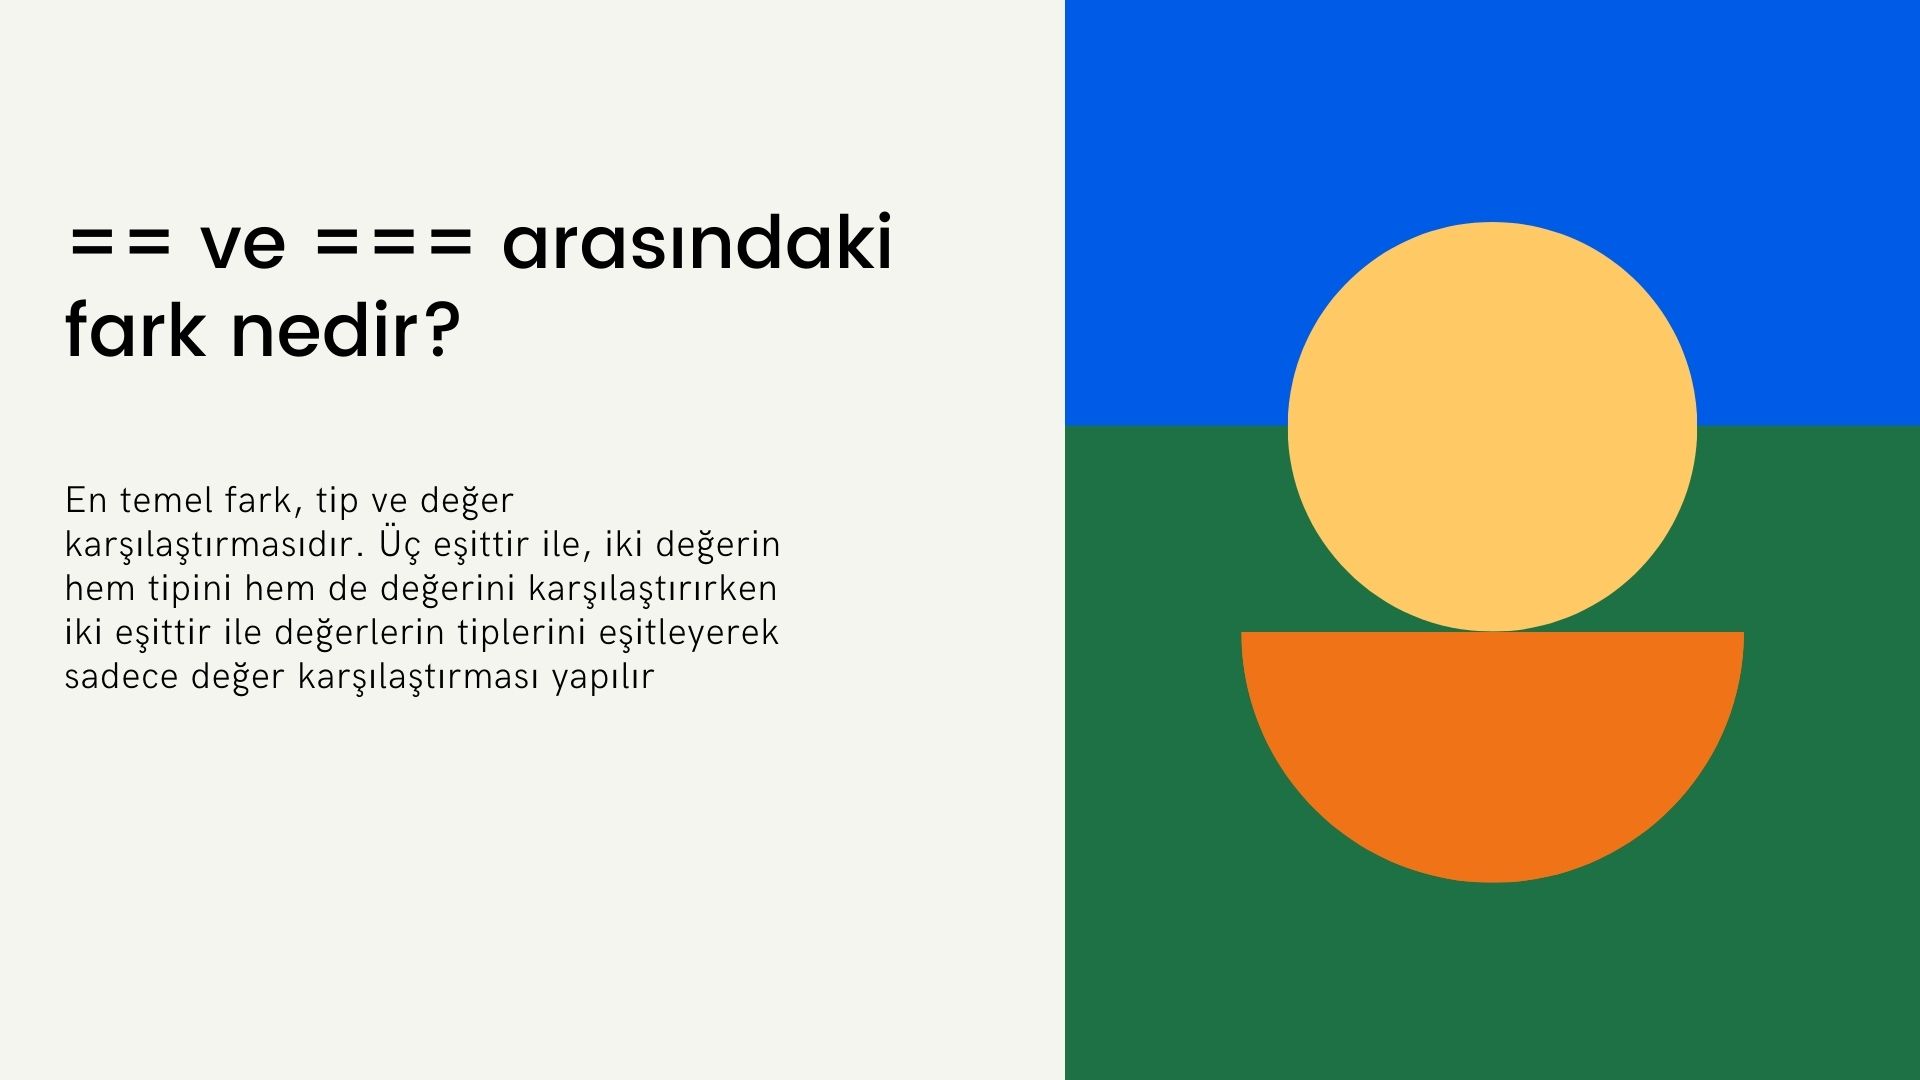 == ve === arasındaki
fark nedir?
En temel fark, tip ve değer
karşılaştırmasıdır. Üç eşittir ile, iki değerin
hem tipini hem de değerini karşılaştırırken
iki eşittir ile değerlerin tiplerini eşitleyerek
sadece değer karşılaştırması yapılır